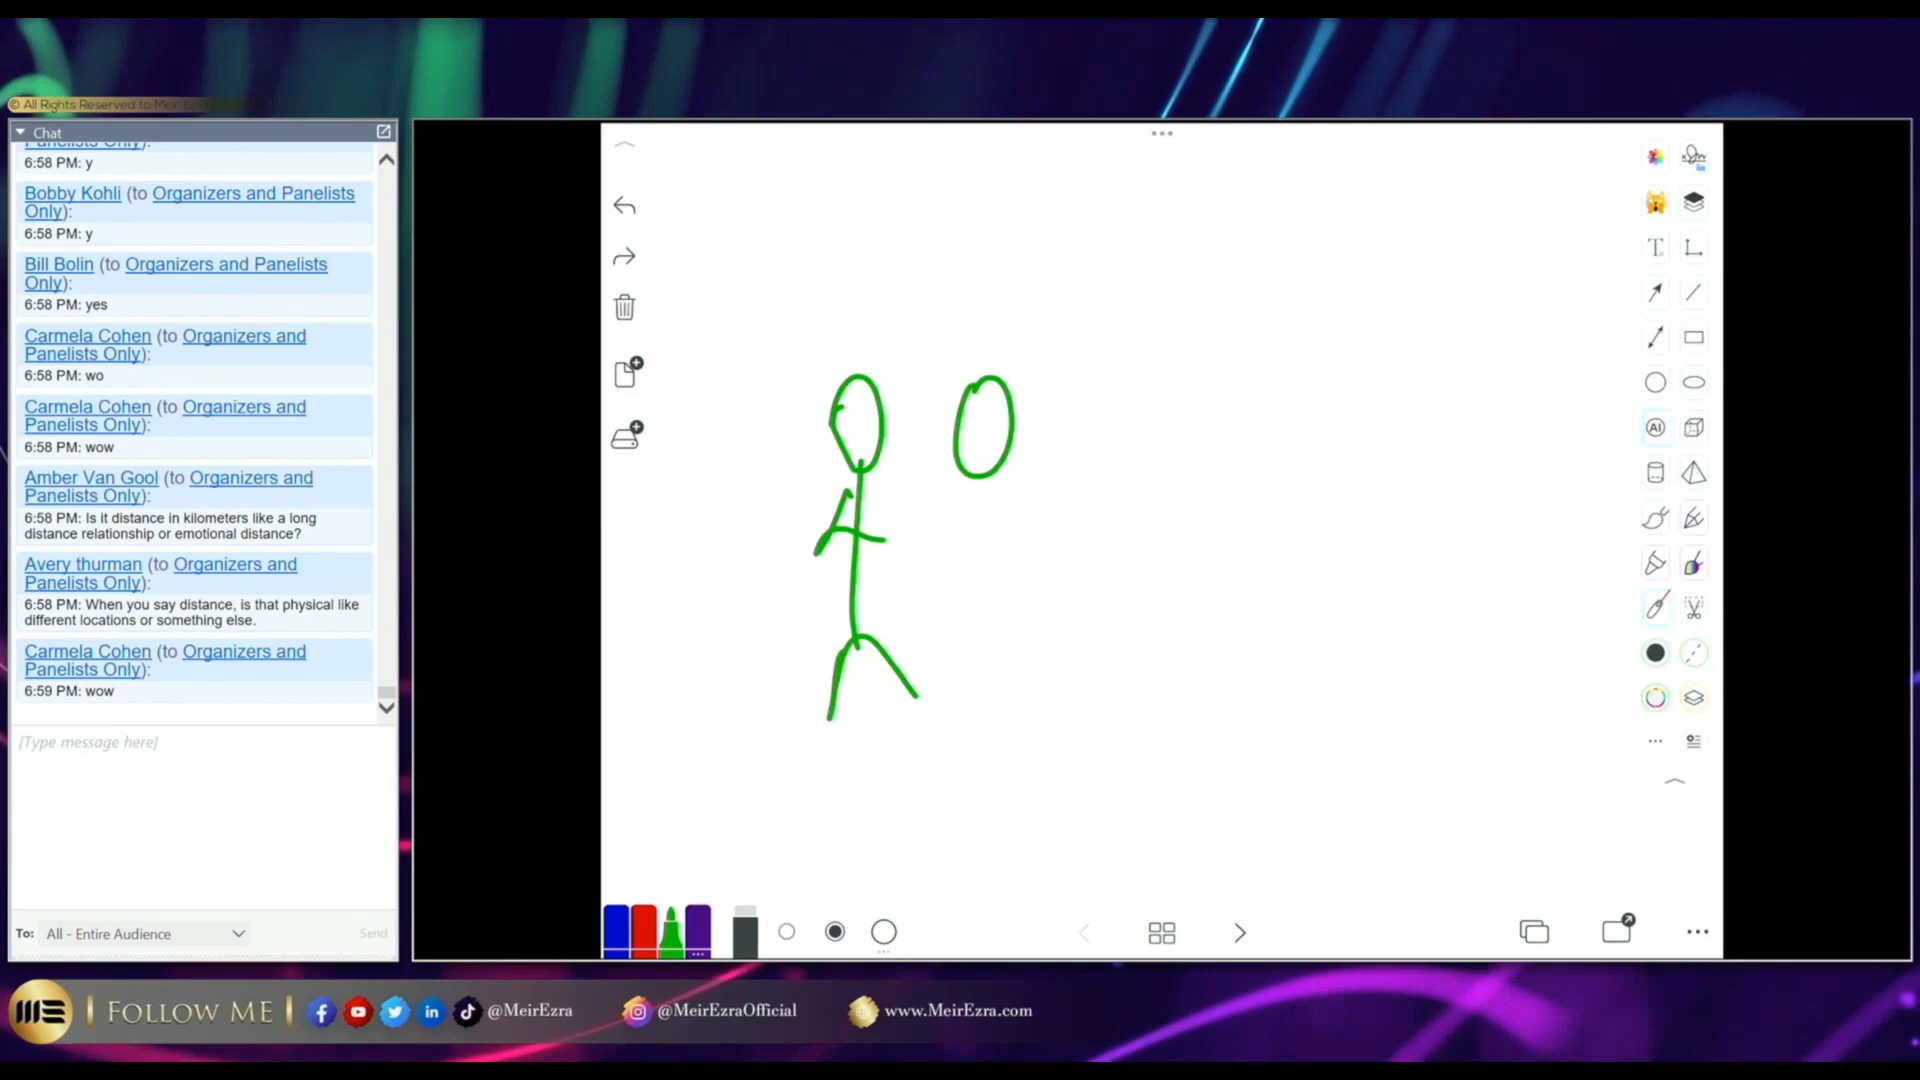 © All Rights Reserved to Meir
Chat
Panelists Only):
6:58 PM: y
Bobby Kohli (to Organizers and Panelists
Only):
6:58 PM: y
Bill Bolin (to Organizers and Panelists
Only):
6:58 PM: yes
Carmela Cohen (to Organizers and
Panelists Only):
6:58 PM: wo
Carmela Cohen (to Organizers and
Panelists Only):
6:58 PM: wow
Amber Van Gool (to Organizers and
Panelists Only):
6:58 PM: Is it distance in kilometers like a long
distance relationship or emotional distance?
Avery thurman (to Organizers and
Panelists Only):
6:58 PM: When you say distance, is that physical like
different locations or something else.
Carmela Cohen (to Organizers and
Panelists Only):
6:59 PM: wow
[Type message here]
To: All - Entire Audience
Send
T
AI
ME FOLLOW ME @MeirEzra @MeirEzraOfficial www.MeirEzra.com